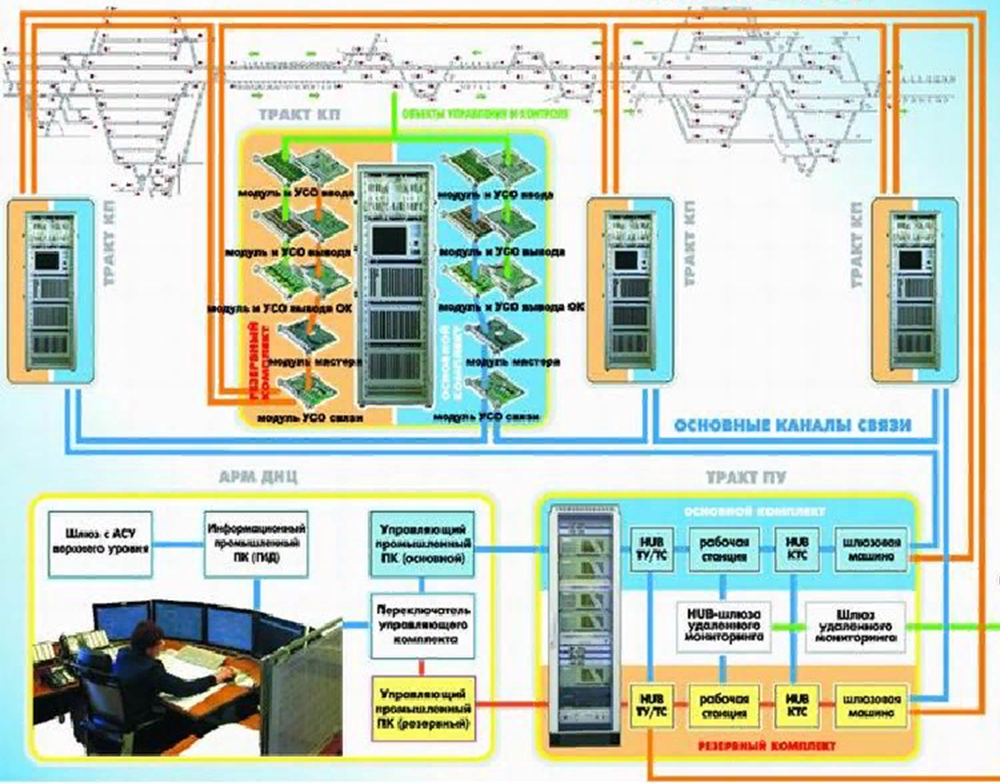 ТРАКТ КП
ОБЪЕКТЫ УПРАВЛЕНИЯ И КОНТРОЛЯ
модуль и УСО ввода
модуль и УСО вывода
модуль и УСО вывода ОК
РЕЗЕРВНЫЙ
КОМПЛЕКТ
модуль мастера
модуль УСО связи
модуль и УСО ввода
модуль и УСО вывода
модуль и УСО вывода ОК
ОСНОВНОЙ
КОМПЛЕКТ
модуль мастера
модуль УСО связи
ТРАКТ КП
ТРАКТ КП
ТРАКТ КП
ОСНОВНЫЕ КАНАЛЫ СВЯЗИ
АРМ ДНЦ
Шлюз с АСУ
верхнего уровня
Информационный
промышленный
ПК (ГИД)
Управляющий
промышленный
ПК (основной)
Переключатель
управляющего
комплекта
Управляющий
промышленный
ПК (резервный)
ТРАКТ ПУ
ОСНОВНОЙ КОМПЛЕКТ
HUB
ТУ/ТС
рабочая
станция
HUB
КТС
шлюзовая
машина
HUB-шлюза
удаленного
мониторинга
Шлюз
удаленного
мониторинга
HUB
ТУ/ТС
рабочая
станция
HUB
КТС
шлюзовая
машина
РЕЗЕРВНЫЙ КОМПЛЕКТ